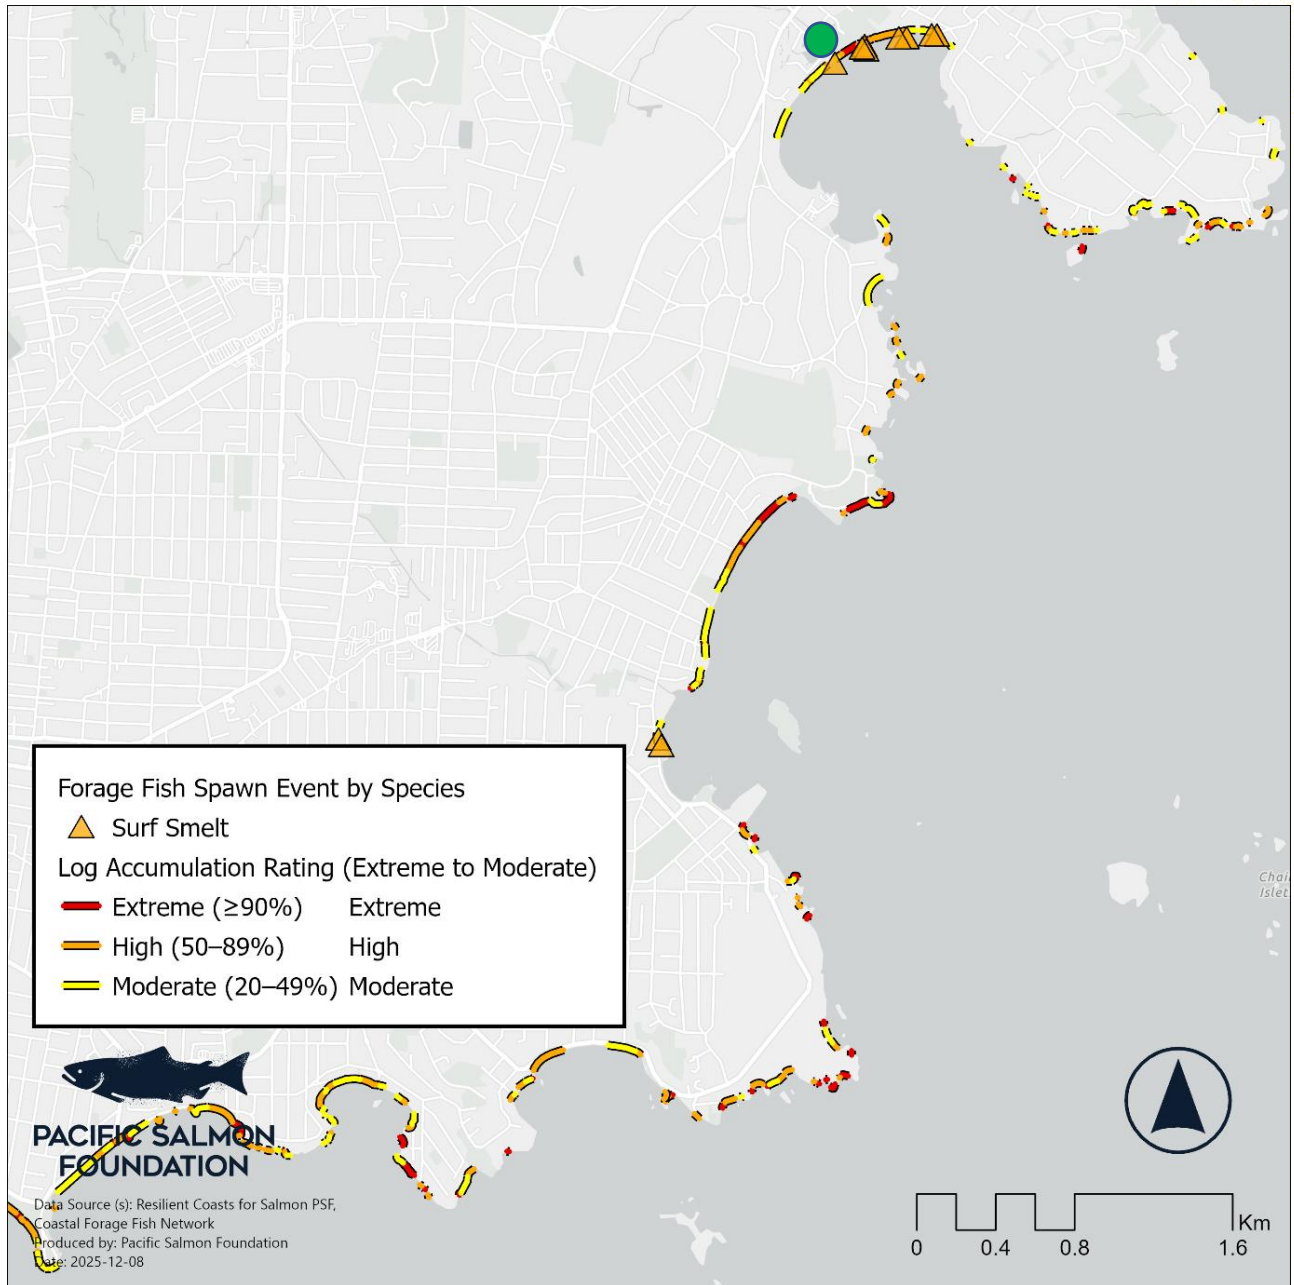 Chai
Islet
Forage Fish Spawn Event by Species
Surf Smelt
Log Accumulation Rating (Extreme to Moderate)
Extreme (≥90%) Extreme
High (50–89%) High
Moderate (20–49%) Moderate
PACIFIC SALMON
FOUNDATION
Data Source (s): Resilient Coasts for Salmon PSF,
Coastal Forage Fish Network
Produced by: Pacific Salmon Foundation
Date: 2025-12-08
Km
0 0.4 0.8 1.6